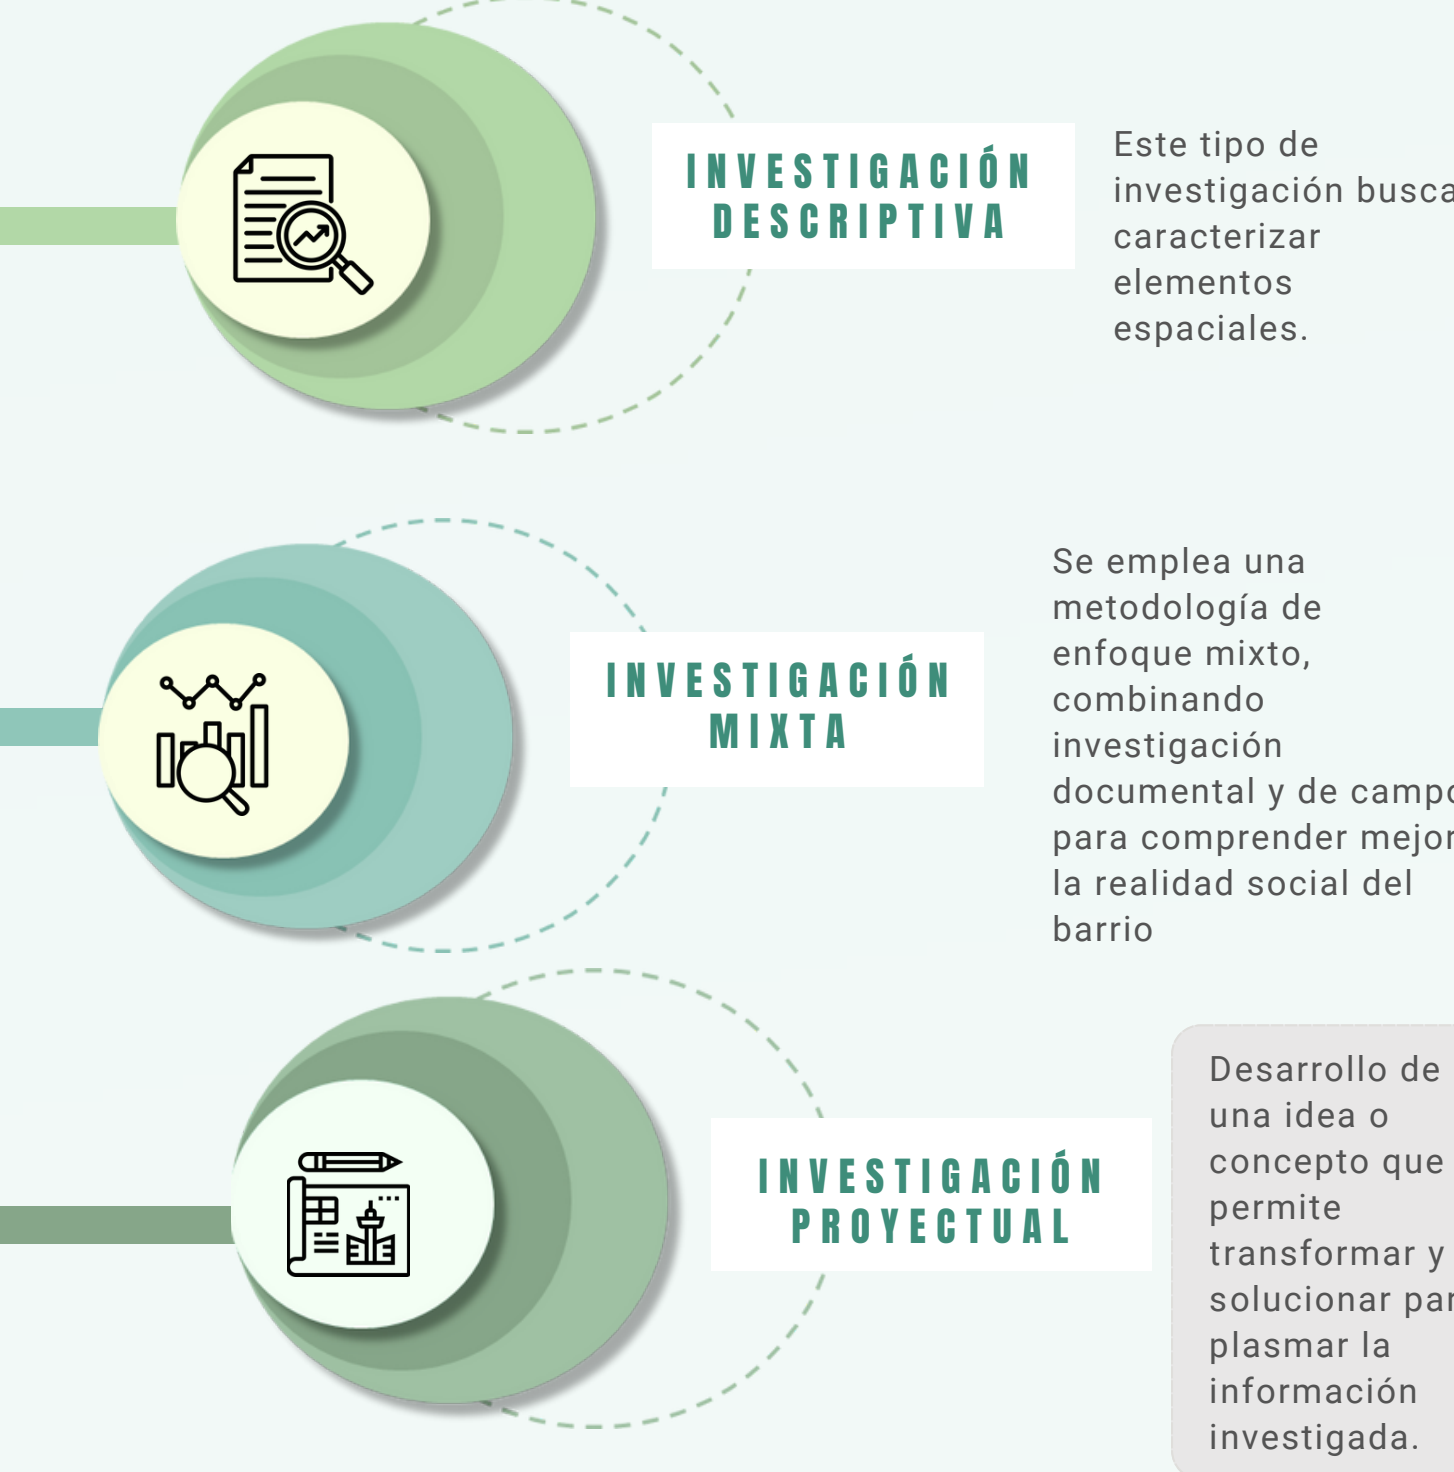 INVESTIGACIÓN
DESCRIPTIVA
Este tipo de
investigación busca
caracterizar
elementos
espaciales.
INVESTIGACIÓN
MIXTA
Se emplea una
metodología de
enfoque mixto,
combinando
investigación
documental y de campo
para comprender mejor
la realidad social del
barrio
INVESTIGACIÓN
PROYECTUAL
Desarrollo de
una idea o
concepto que
permite
transformar y
solucionar
plasmar la
información
investigada.